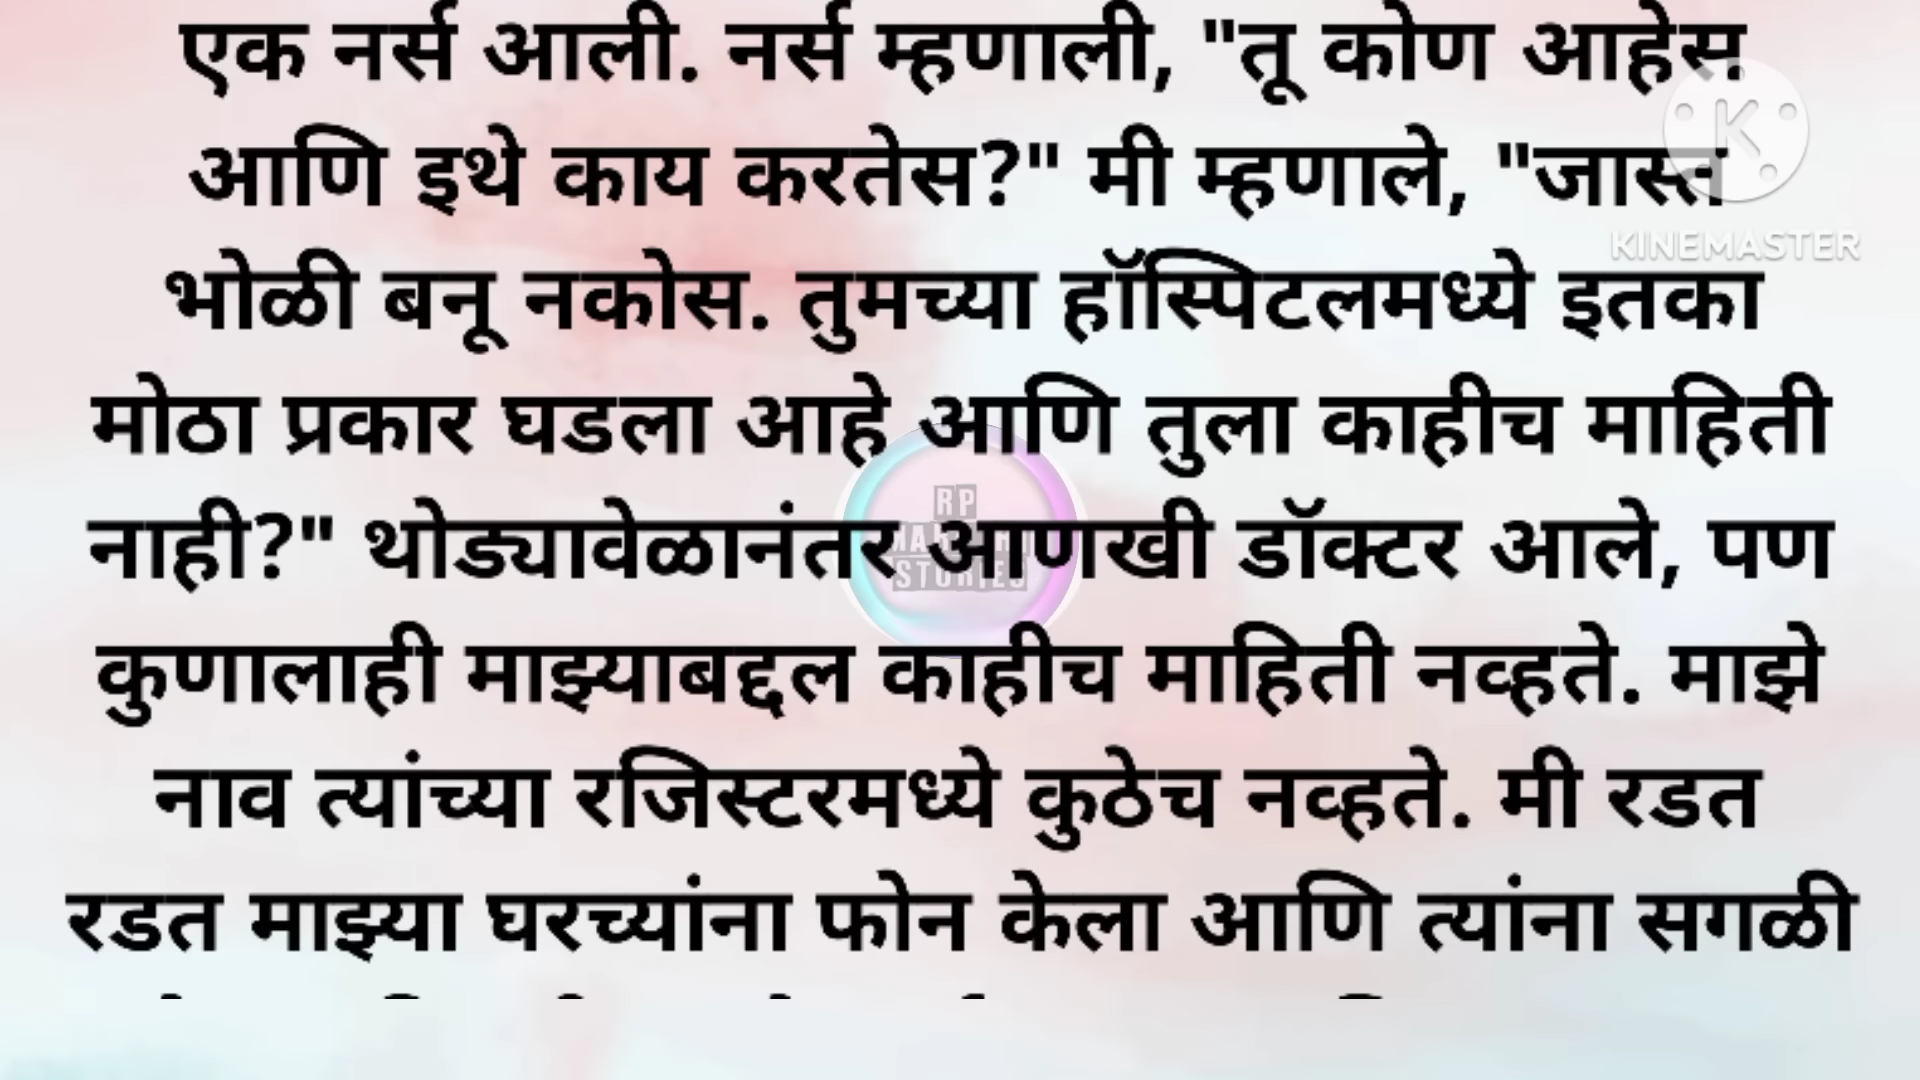 एक नर्स आली. नर्स म्हणाली, "तू कोण आहेस
आणि इथे काय करतेस?" मी म्हणाले, "जास्त
भोळी बनू नकोस. तुमच्या हॉस्पिटलमध्ये इतका
मोठा प्रकार घडला आहे आणि तुला काहीच माहिती
नाही?" थोड्यावेळानंतर आणखी डॉक्टर आले, पण
कुणालाही माझ्याबद्दल काहीच माहिती नव्हते. माझे
नाव त्यांच्या रजिस्टरमध्ये कुठेच नव्हते. मी रडत
रडत माझ्या घरच्यांना फोन केला आणि त्यांना सगळी
K
KINEMASTER
RP
STORIES